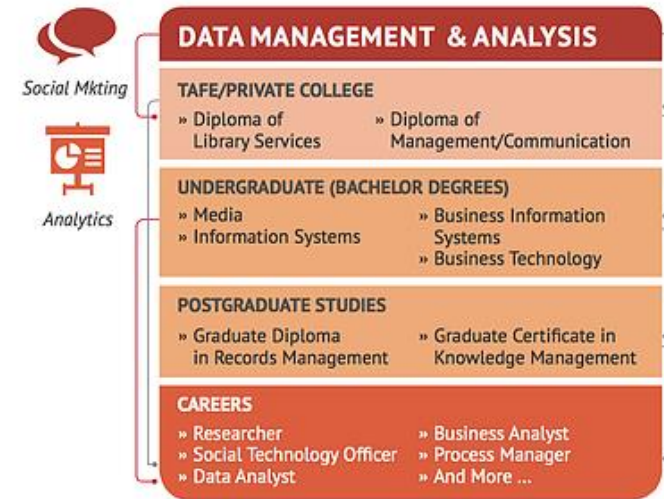 Social Mkting
Analytics
DATA MANAGEMENT & ANALYSIS
TAFE/PRIVATE COLLEGE
» Diploma of
Library Services
» Diploma of
Management/Communication
UNDERGRADUATE (BACHELOR DEGREES)
» Media
» Information Systems
» Business Information
Systems
» Business Technology
POSTGRADUATE STUDIES
» Graduate Diploma
in Records Management
» Graduate Certificate in
Knowledge Management
CAREERS
» Researcher
» Social Technology Officer
» Data Analyst
» Business Analyst
» Process Manager
» And More ...